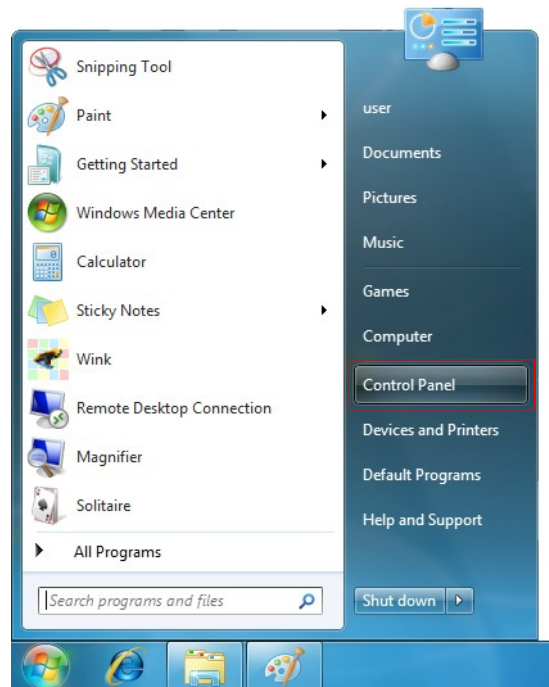 Snipping Tool
Paint
Getting Started
Windows Media Center
Calculator
Sticky Notes
Wink
Remote Desktop Connection
Magnifier
Solitaire
All Programs
Search programs and files
user
Documents
Pictures
Music
Games
Computer
Control Panel
Devices and Printers
Default Programs
Help and Support
Shut down